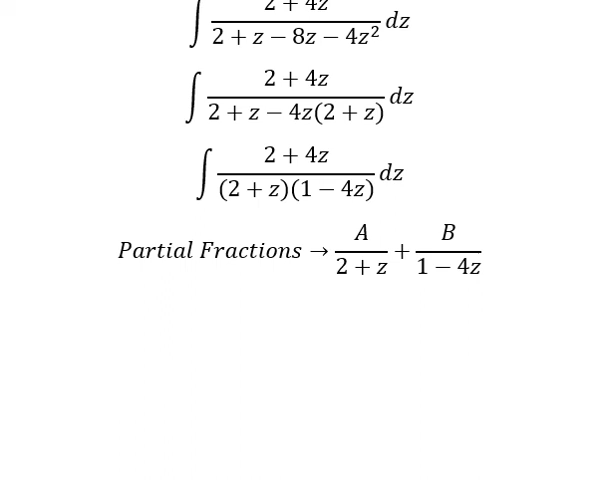 ∫ (2 + 4z)/(2 + z − 8z − 4z²) dz
∫ (2 + 4z)/(2 + z − 4z(2 + z)) dz
∫ (2 + 4z)/((2 + z)(1 − 4z)) dz
Partial Fractions → A/(2 + z) + B/(1 − 4z)